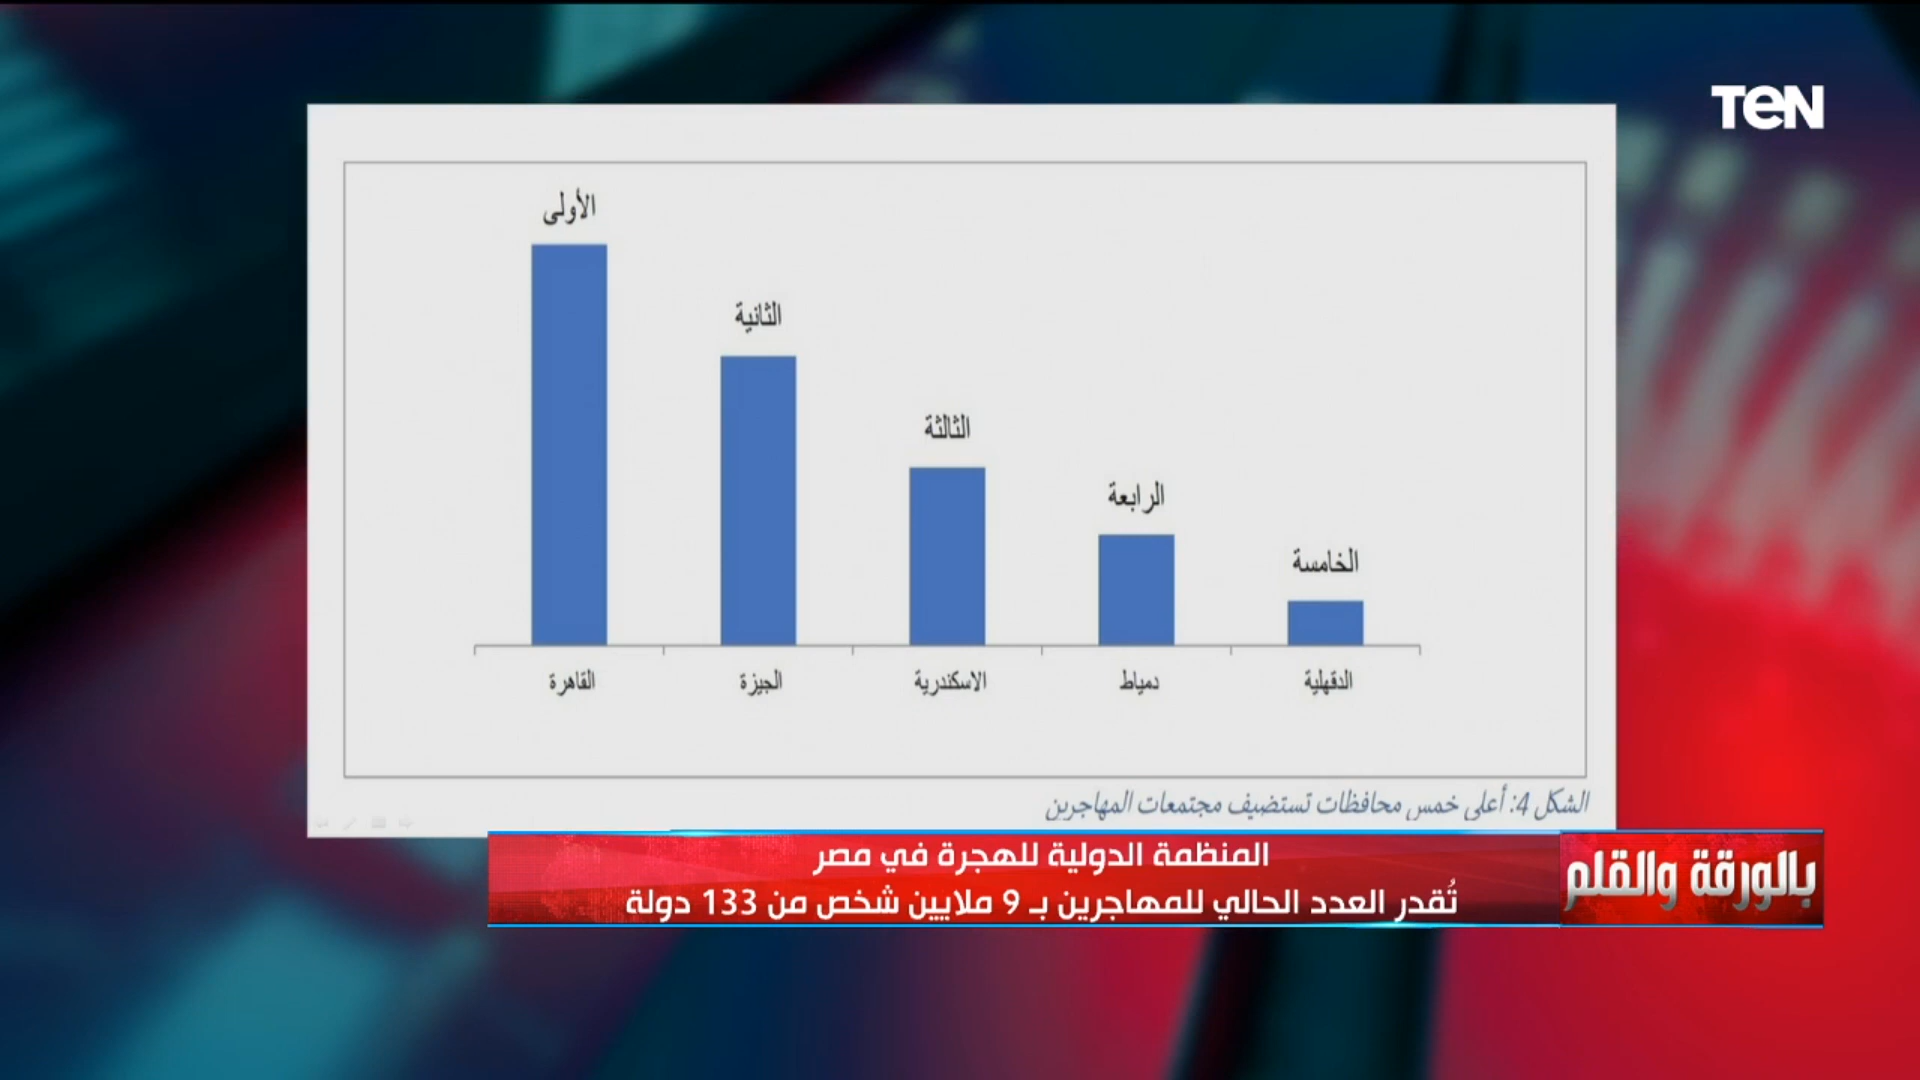 TeN
الأولى
الثانية
الثالثة
الرابعة
الخامسة
القاهرة
الجيزة
الاسكندرية
دمياط
الدقهلية
الشكل 4: أعلى خمس محافظات تستضيف مجتمعات المهاجرين
بالورقة والقلم
المنظمة الدولية للهجرة في مصر
تُقدر العدد الحالي للمهاجرين بـ 9 ملايين شخص من 133 دولة